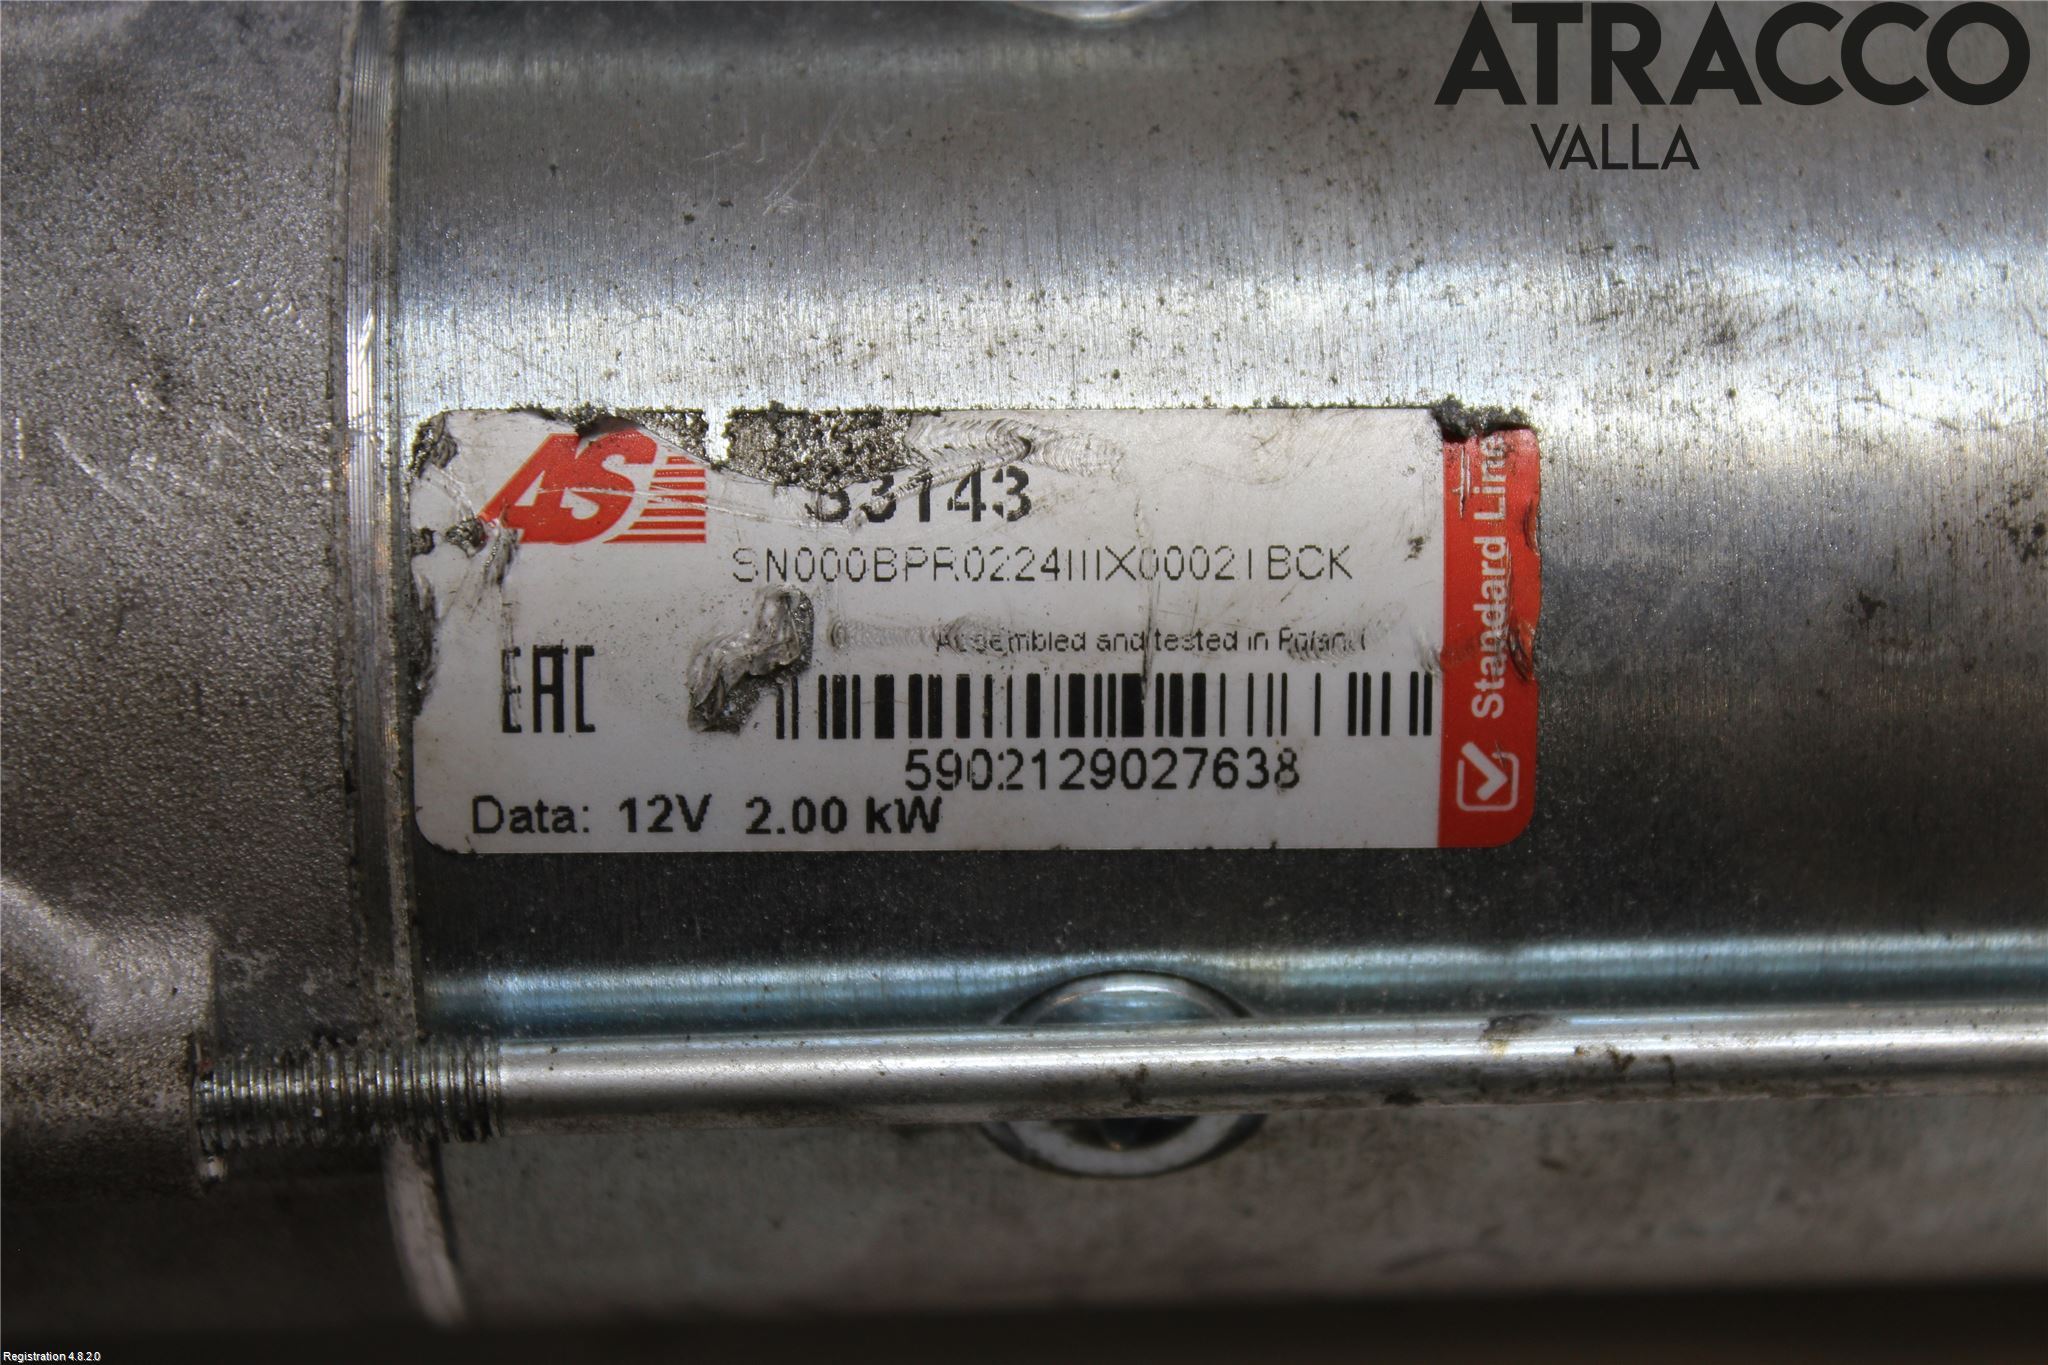 ATRACCO
VALLA
AS
Standard Line
SN000BPR0224IIIX00021BCK
Assembled and tested in Poland
EAC
5902129027638
Data: 12V 2.00 kW
Registration 4.8.2.0